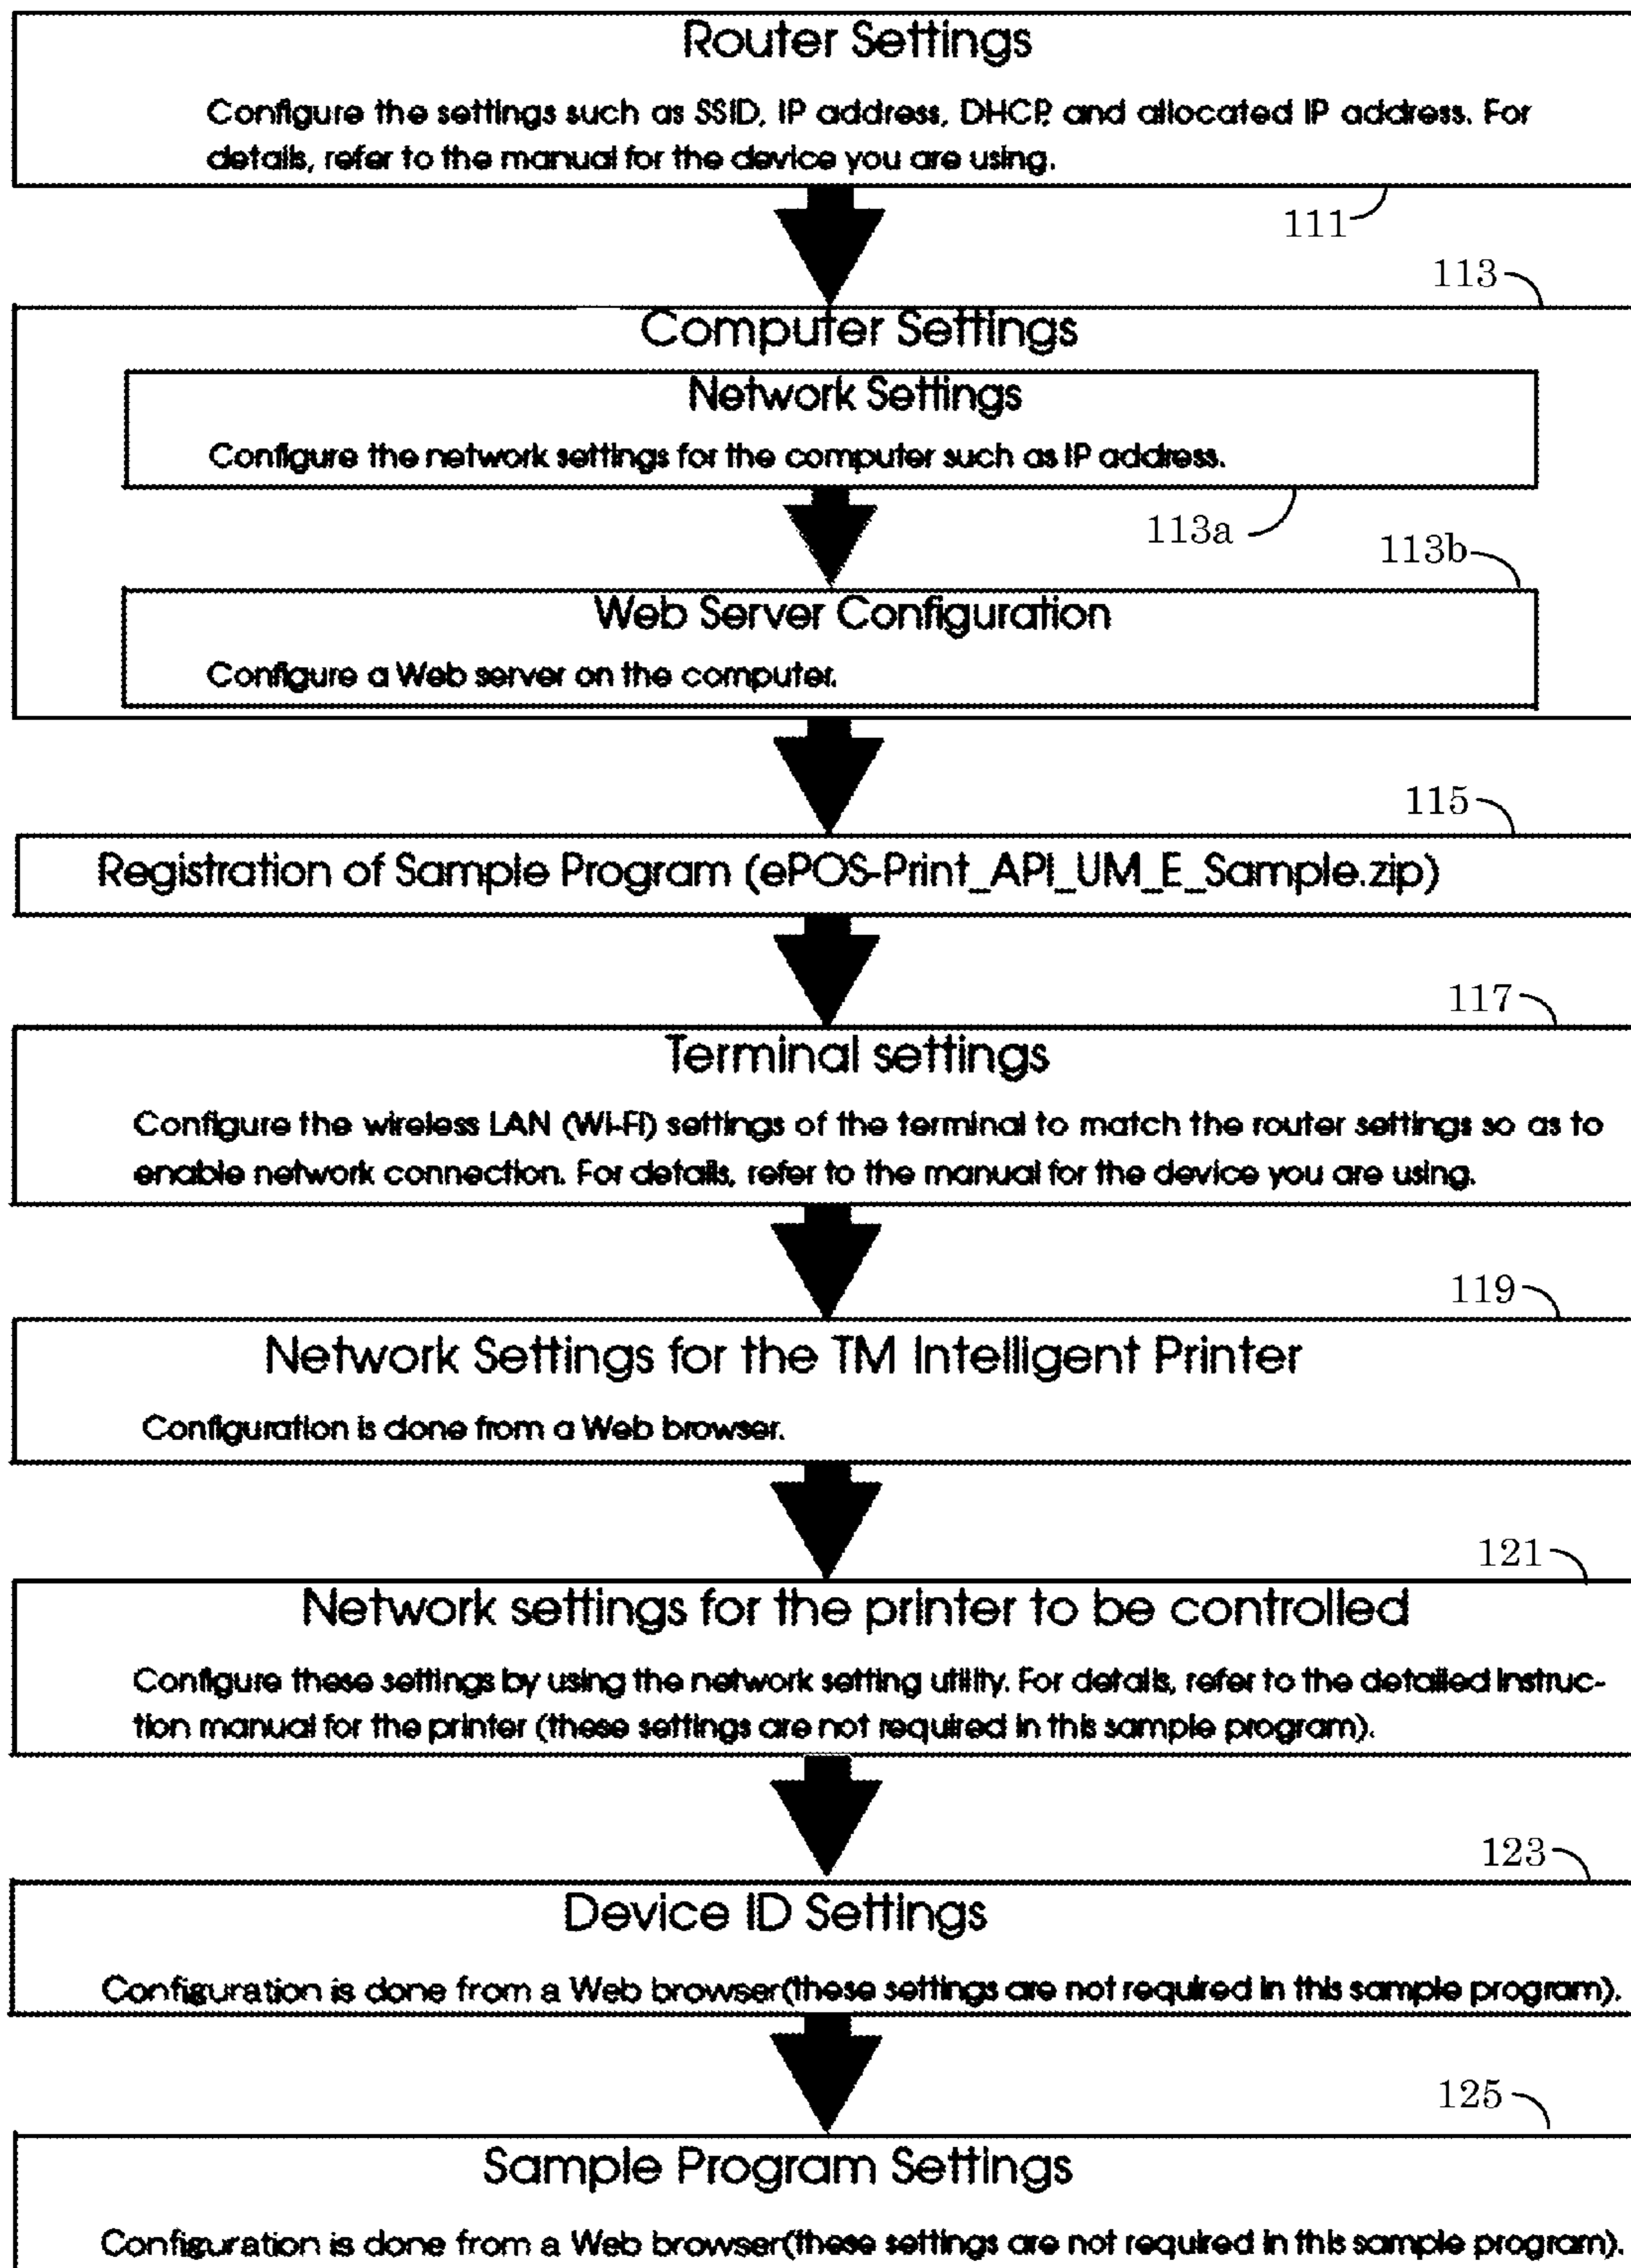 Router Settings
Configure the settings such as SSID, IP address, DHCP, and allocated IP address. For
details, refer to the manual for the device you are using.
111
113
Computer Settings
Network Settings
Configure the network settings for the computer such as IP address.
113a
113b
Web Server Configuration
Configure a Web server on the computer.
115
Registration of Sample Program (ePOS-Print_API_UM_E_Sample.zip)
117
Terminal settings
Configure the wireless LAN (Wi-Fi) settings of the terminal to match the router settings so as to
enable network connection. For details, refer to the manual for the device you are using.
119
Network Settings for the TM Intelligent Printer
Configuration is done from a Web browser.
121
Network settings for the printer to be controlled
Configure these settings by using the network setting utility. For details, refer to the detailed instruc-
tion manual for the printer (these settings are not required in this sample program).
123
Device ID Settings
Configuration is done from a Web browser(these settings are not required in this sample program).
125
Sample Program Settings
Configuration is done from a Web browser(these settings are not required in this sample program).